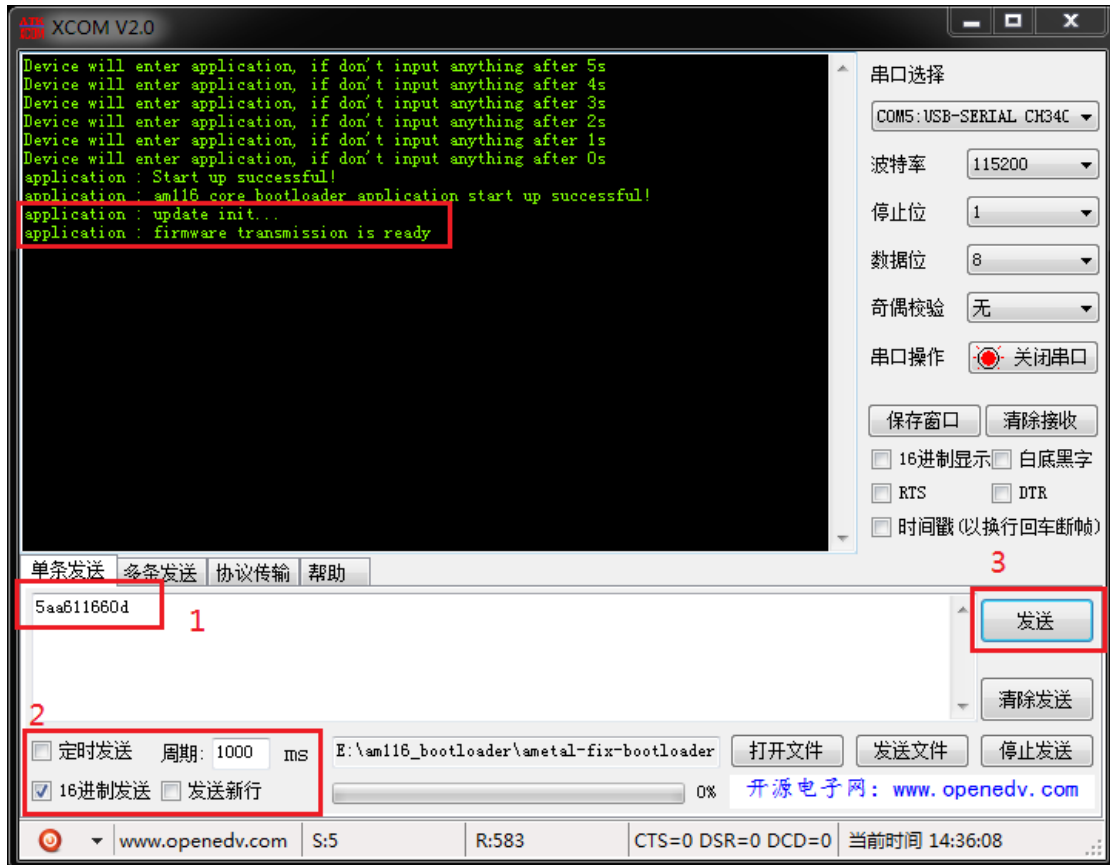 XCOM V2.0
Device will enter application, if don't input anything after 5s
Device will enter application, if don't input anything after 4s
Device will enter application, if don't input anything after 3s
Device will enter application, if don't input anything after 2s
Device will enter application, if don't input anything after 1s
Device will enter application, if don't input anything after 0s
application : Start up successful!
application : am116 core bootloader application start up successful!
application : update init...
application : firmware transmission is ready
串口选择
COM5:USB-SERIAL CH34
波特率 115200
停止位 1
数据位 8
奇偶校验 无
串口操作 关闭串口
保存窗口 清除接收
16进制显示 白底黑字
RTS DTR
时间戳(以换行回车断帧)
单条发送 多条发送 协议传输 帮助
3
5aa611660d
1
发送
清除发送
2
定时发送 周期: 1000 ms E:\am116_bootloader\ametal-fix-bootloader 打开文件 发送文件 停止发送
16进制发送 发送新行 0% 开源电子网: www.openedv.com
www.openedv.com S:5 R:583 CTS=0 DSR=0 DCD=0 当前时间 14:36:08